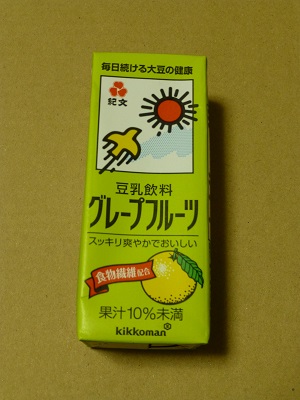 毎日続ける大豆の健康
紀文
豆乳飲料
グレープフルーツ
スッキリ爽やかでおいしい
食物繊維配合
果汁10%未満
kikkoman®